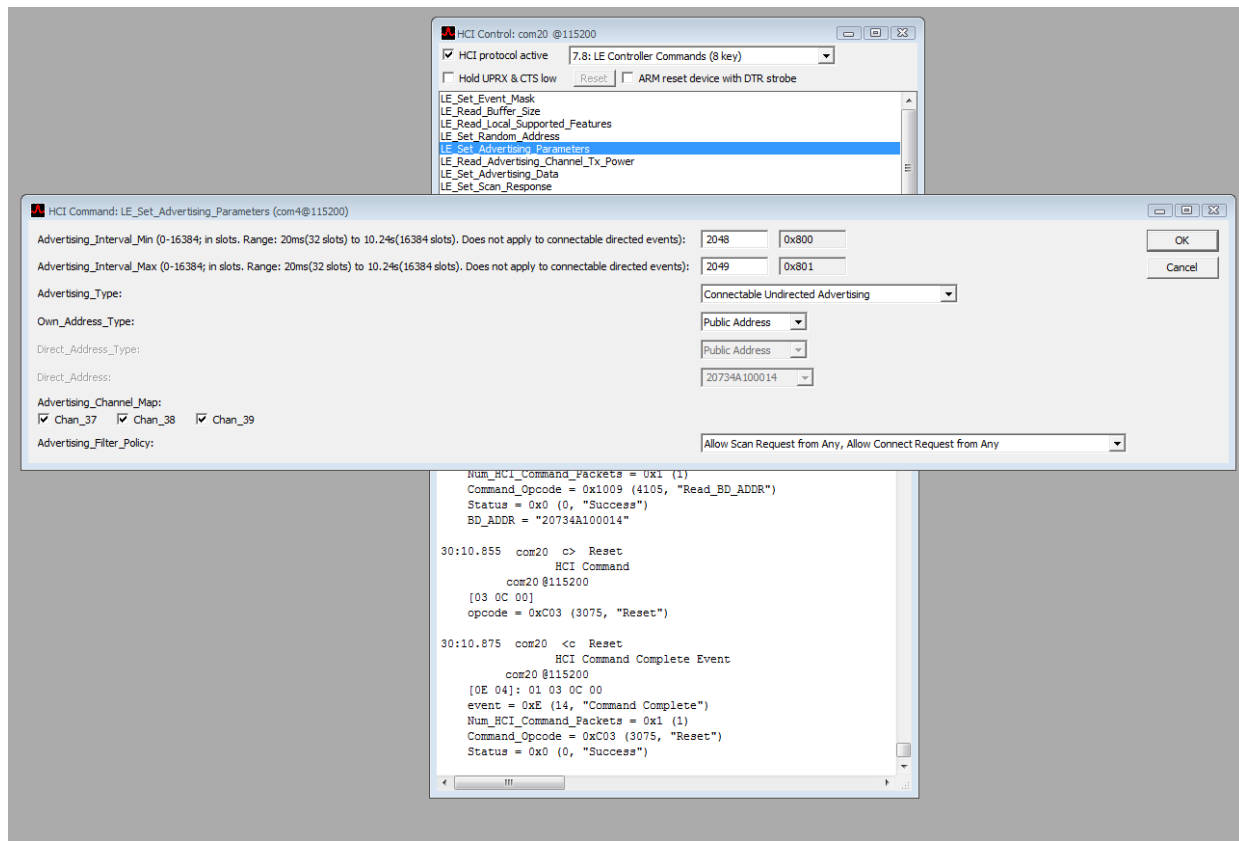 HCI Control: com20 @115200
HCI protocol active 7.8: LE Controller Commands (8 key)
Hold UPRX & CTS low Reset ARM reset device with DTR strobe
LE_Set_Event_Mask
LE_Read_Buffer_Size
LE_Read_Local_Supported_Features
LE_Set_Random_Address
LE_Set_Advertising_Parameters
LE_Read_Advertising_Channel_Tx_Power
LE_Set_Advertising_Data
LE_Set_Scan_Response
HCI Command: LE_Set_Advertising_Parameters (com4@115200)
Advertising_Interval_Min (0-16384; in slots. Range: 20ms(32 slots) to 10.24s(16384 slots). Does not apply to connectable directed events): 2048 0x800 OK
Advertising_Interval_Max (0-16384; in slots. Range: 20ms(32 slots) to 10.24s(16384 slots). Does not apply to connectable directed events): 2049 0x801 Cancel
Advertising_Type: Connectable Undirected Advertising
Own_Address_Type: Public Address
Direct_Address_Type: Public Address
Direct_Address: 20734A100014
Advertising_Channel_Map:
Chan_37 Chan_38 Chan_39
Advertising_Filter_Policy: Allow Scan Request from Any, Allow Connect Request from Any
Num_HCI_Command_Packets = 0x1 (1)
Command_Opcode = 0x1009 (4105, "Read_BD_ADDR")
Status = 0x0 (0, "Success")
BD_ADDR = "20734A100014"
30:10.855 com20 c> Reset
HCI Command
com20@115200
[03 0C 00]
opcode = 0xC03 (3075, "Reset")
30:10.875 com20 <c Reset
HCI Command Complete Event
com20@115200
[0E 04]: 01 03 0C 00
event = 0xE (14, "Command Complete")
Num_HCI_Command_Packets = 0x1 (1)
Command_Opcode = 0xC03 (3075, "Reset")
Status = 0x0 (0, "Success")